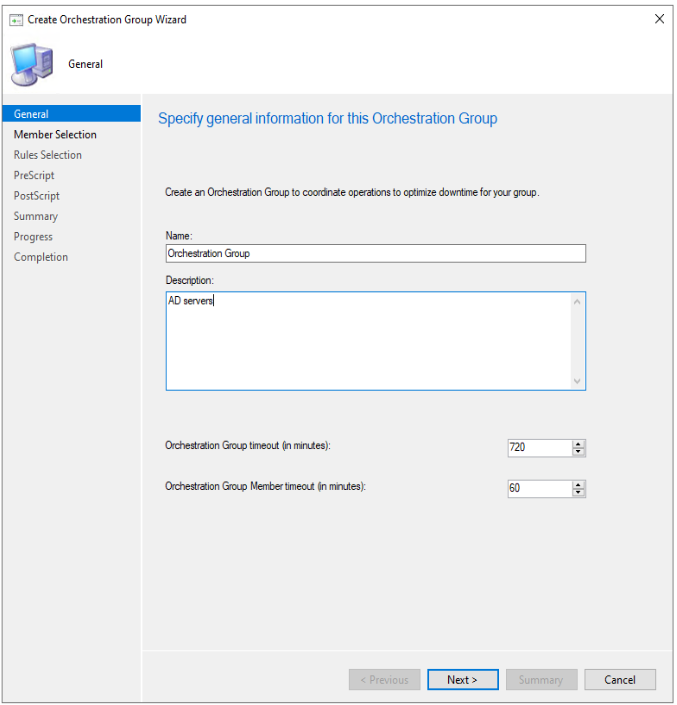 Create Orchestration Group Wizard
General
General
Member Selection
Rules Selection
PreScript
PostScript
Summary
Progress
Completion
Specify general information for this Orchestration Group
Create an Orchestration Group to coordinate operations to optimize downtime for your group.
Name:
Orchestration Group
Description:
AD servers
Orchestration Group timeout (in minutes):
720
Orchestration Group Member timeout (in minutes):
60
< Previous
Next >
Summary
Cancel